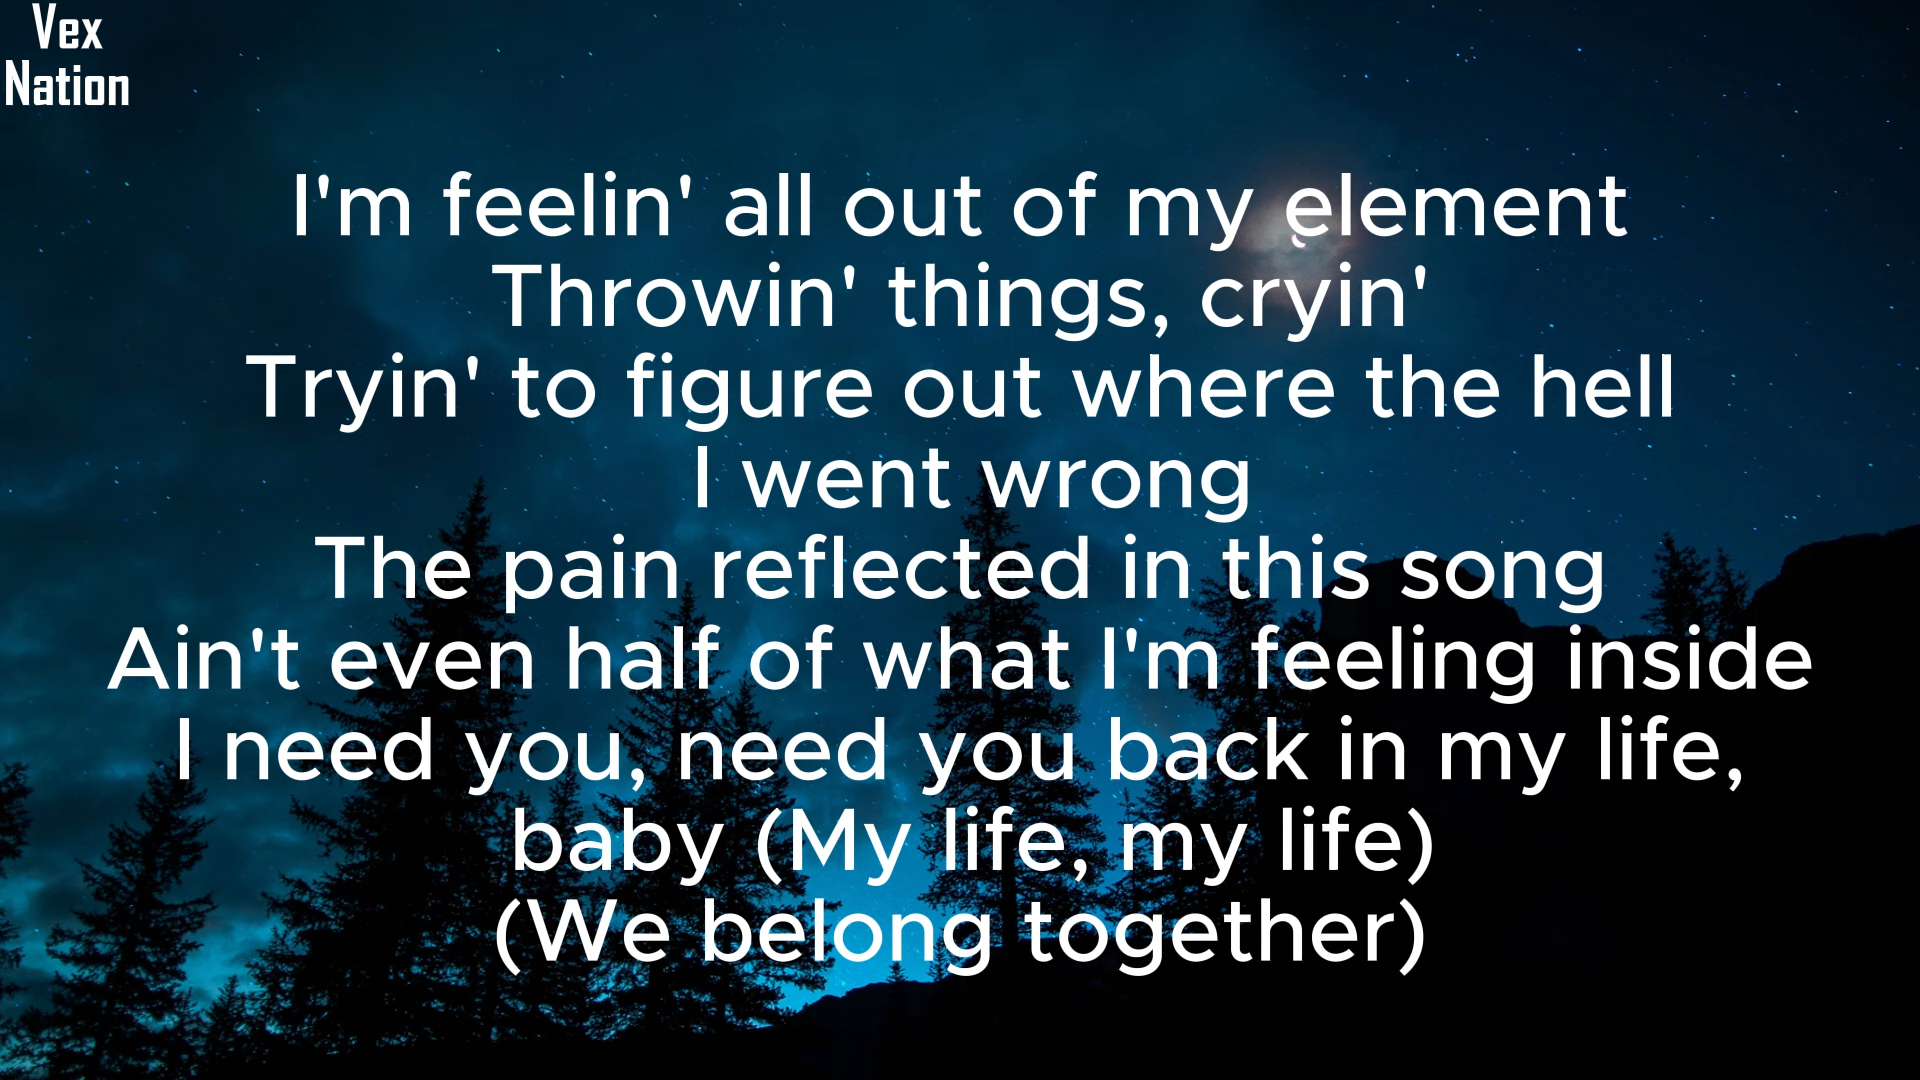 Vex
Nation
I'm feelin' all out of my element
Throwin' things, cryin'
Tryin' to figure out where the hell
I went wrong
The pain reflected in this song
Ain't even half of what I'm feeling inside
I need you, need you back in my life,
baby (My life, my life)
(We belong together)